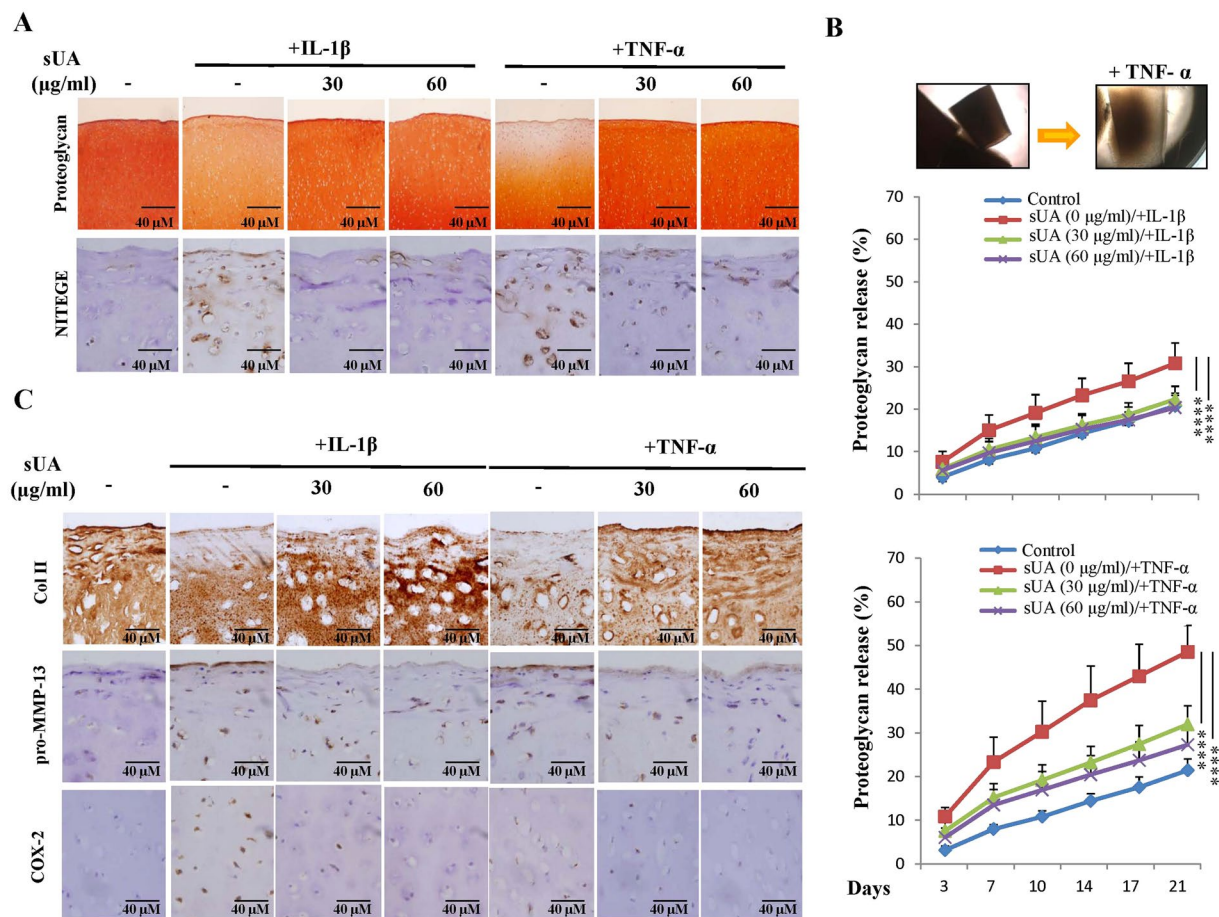 A
+IL-1β +TNF-α
sUA
(μg/ml) - - 30 60 - 30 60
Proteoglycan
40 μM 40 μM 40 μM 40 μM 40 μM 40 μM 40 μM
NITEGE
40 μM 40 μM 40 μM 40 μM 40 μM 40 μM 40 μM
B
+ TNF- α
70
60
50
40
30
20
10
0
Proteoglycan release (%)
Control
sUA (0 μg/ml)/+IL-1β
sUA (30 μg/ml)/+IL-1β
sUA (60 μg/ml)/+IL-1β
****
****
70
60
50
40
30
20
10
0
Proteoglycan release (%)
Control
sUA (0 μg/ml)/+TNF-α
sUA (30 μg/ml)/+TNF-α
sUA (60 μg/ml)/+TNF-α
****
****
Days 3 7 10 14 17 21
C
+IL-1β +TNF-α
sUA
(μg/ml) - - 30 60 - 30 60
Col II
40 μM 40 μM 40 μM 40 μM 40 μM 40 μM 40 μM
pro-MMP-13
40 μM 40 μM 40 μM 40 μM 40 μM 40 μM 40 μM
COX-2
40 μM 40 μM 40 μM 40 μM 40 μM 40 μM 40 μM